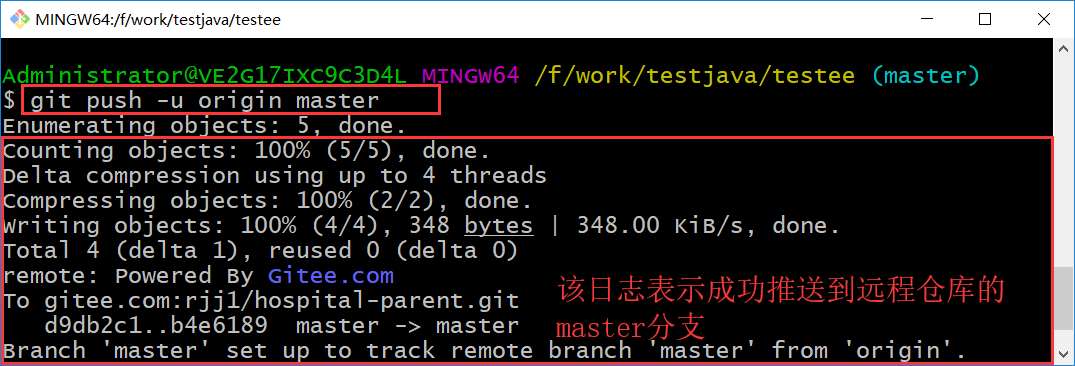 MINGW64:/f/work/testjava/testee
Administrator@VE2G17IXC9C3D4L MINGW64 /f/work/testjava/testee (master)
$ git push -u origin master
Enumerating objects: 5, done.
Counting objects: 100% (5/5), done.
Delta compression using up to 4 threads
Compressing objects: 100% (2/2), done.
Writing objects: 100% (4/4), 348 bytes | 348.00 KiB/s, done.
Total 4 (delta 1), reused 0 (delta 0)
remote: Powered By Gitee.com
To gitee.com:rjj1/hospital-parent.git
d9db2c1..b4e6189  master -> master
Branch 'master' set up to track remote branch 'master' from 'origin'.
该日志表示成功推送到远程仓库的
master分支